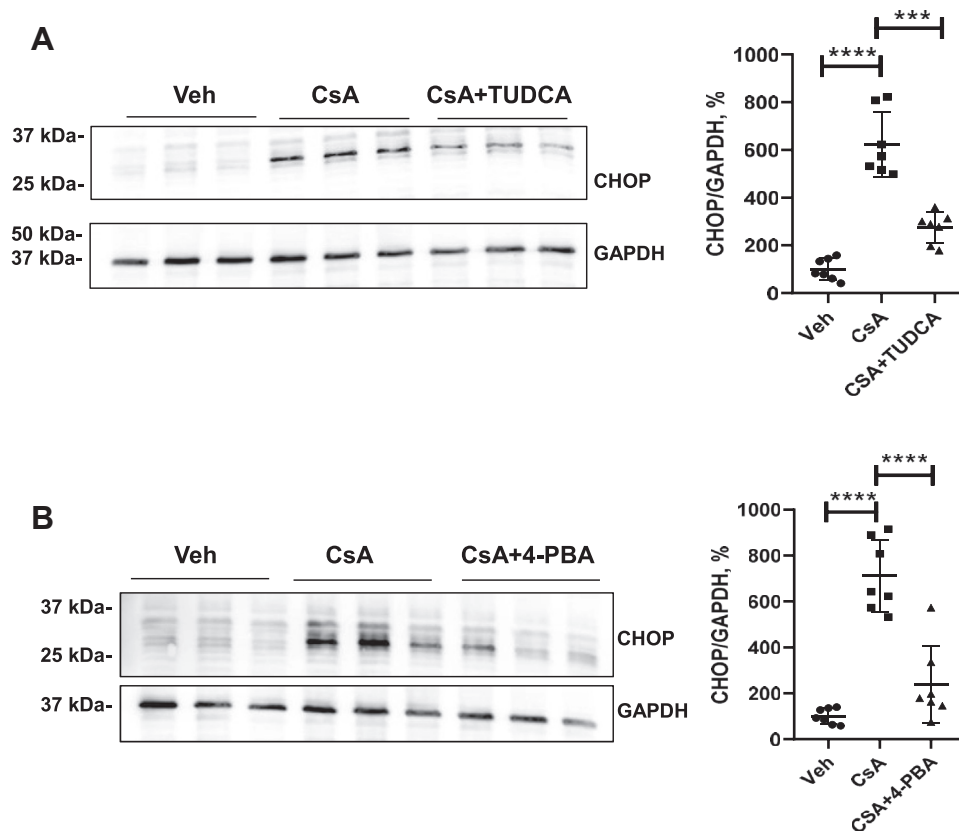 A
Veh CsA CsA+TUDCA
37 kDa-
25 kDa-
CHOP
50 kDa-
37 kDa-
GAPDH
***
****
CHOP/GAPDH, %
1000
800
600
400
200
0
Veh
CsA
CSA+TUDCA
B
Veh CsA CsA+4-PBA
37 kDa-
25 kDa-
CHOP
37 kDa-
GAPDH
****
****
CHOP/GAPDH, %
1000
800
600
400
200
0
Veh
CsA
CSA+4-PBA